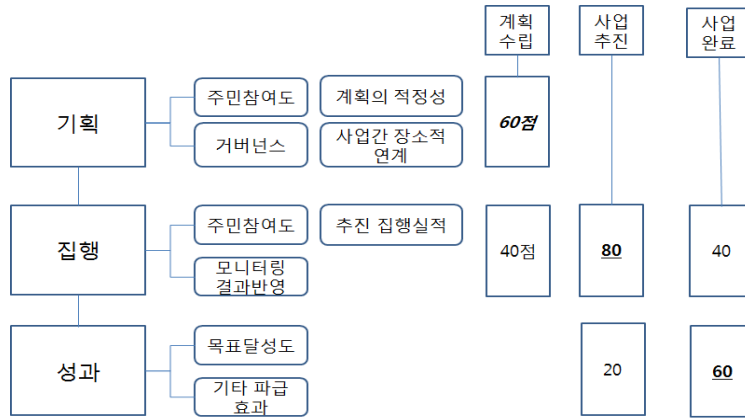 계획
수립
사업
추진
사업
완료
기획
주민참여도
계획의 적정성
거버넌스
사업간 장소적
연계
60점
집행
주민참여도
추진 집행실적
모니터링
결과반영
40점
80
40
성과
목표달성도
기타 파급
효과
20
60